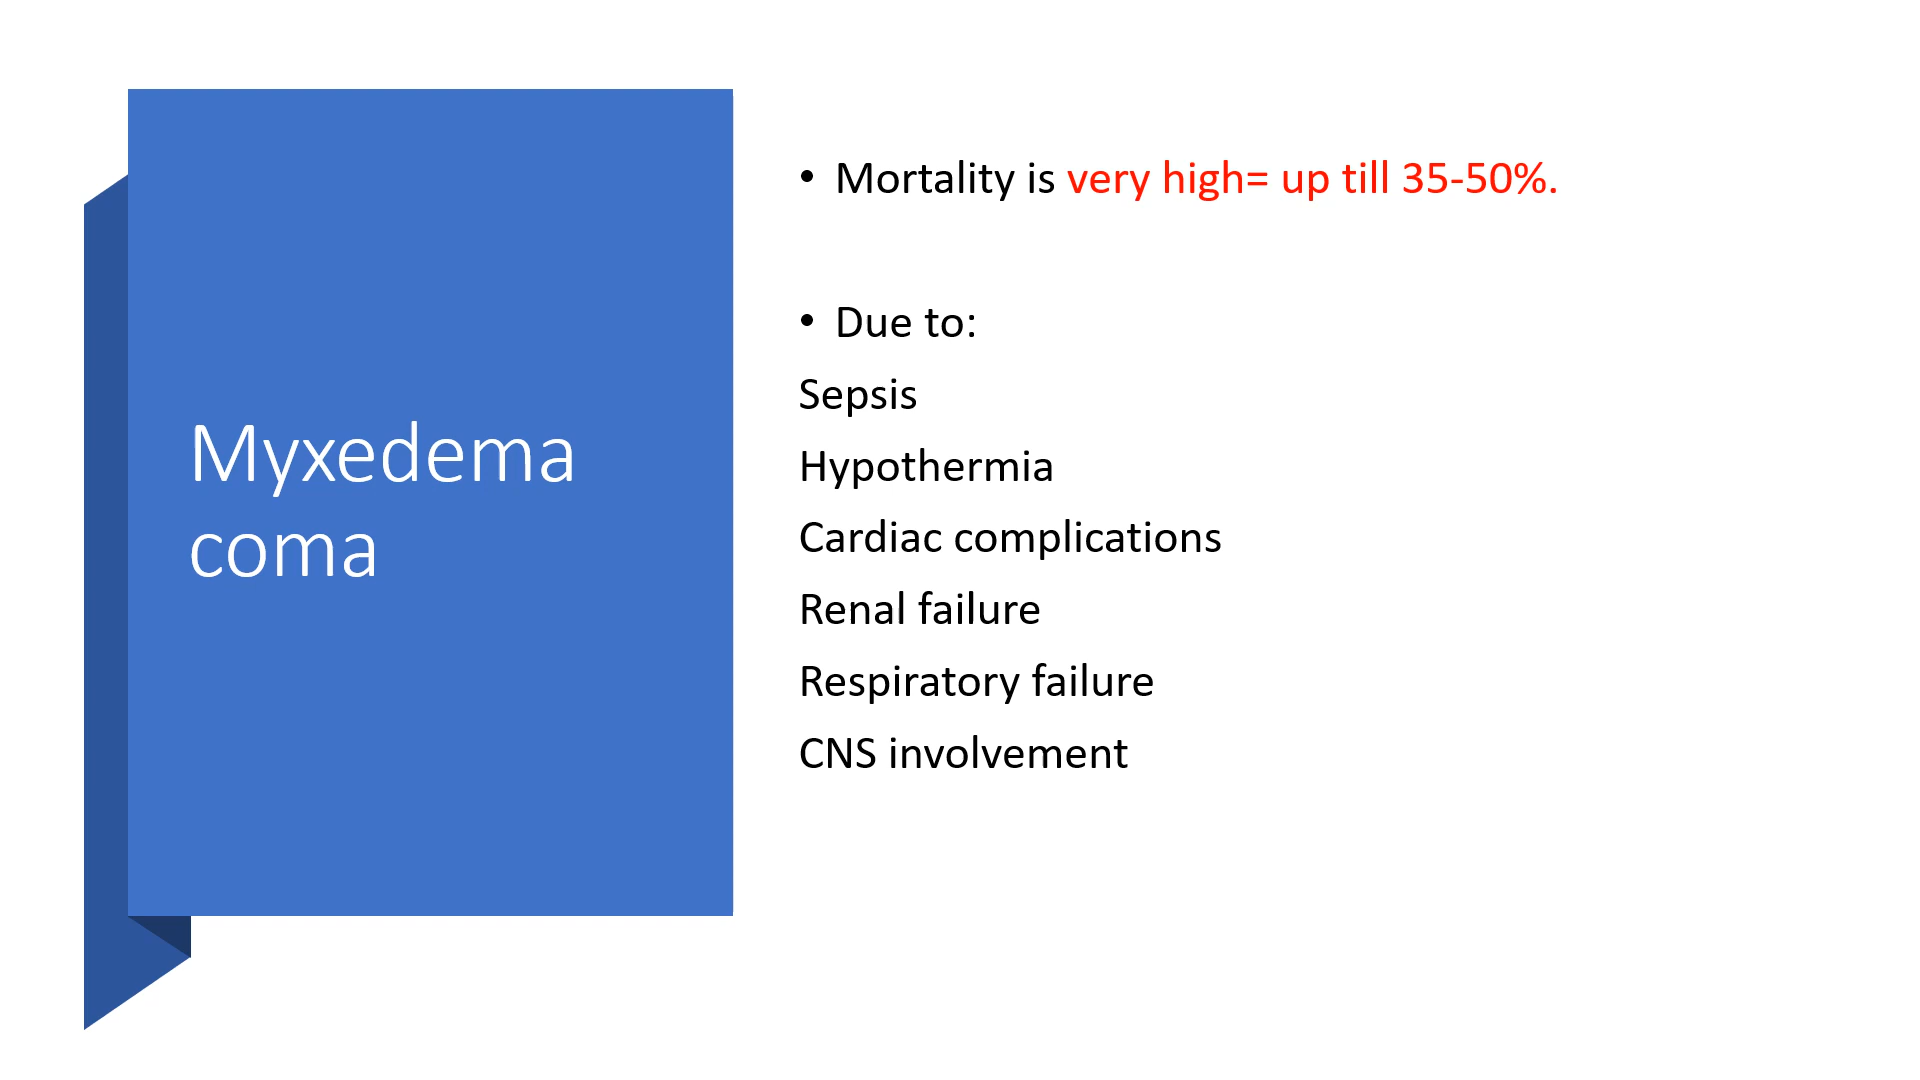 Myxedema
coma
• Mortality is very high= up till 35-50%.
• Due to:
Sepsis
Hypothermia
Cardiac complications
Renal failure
Respiratory failure
CNS involvement